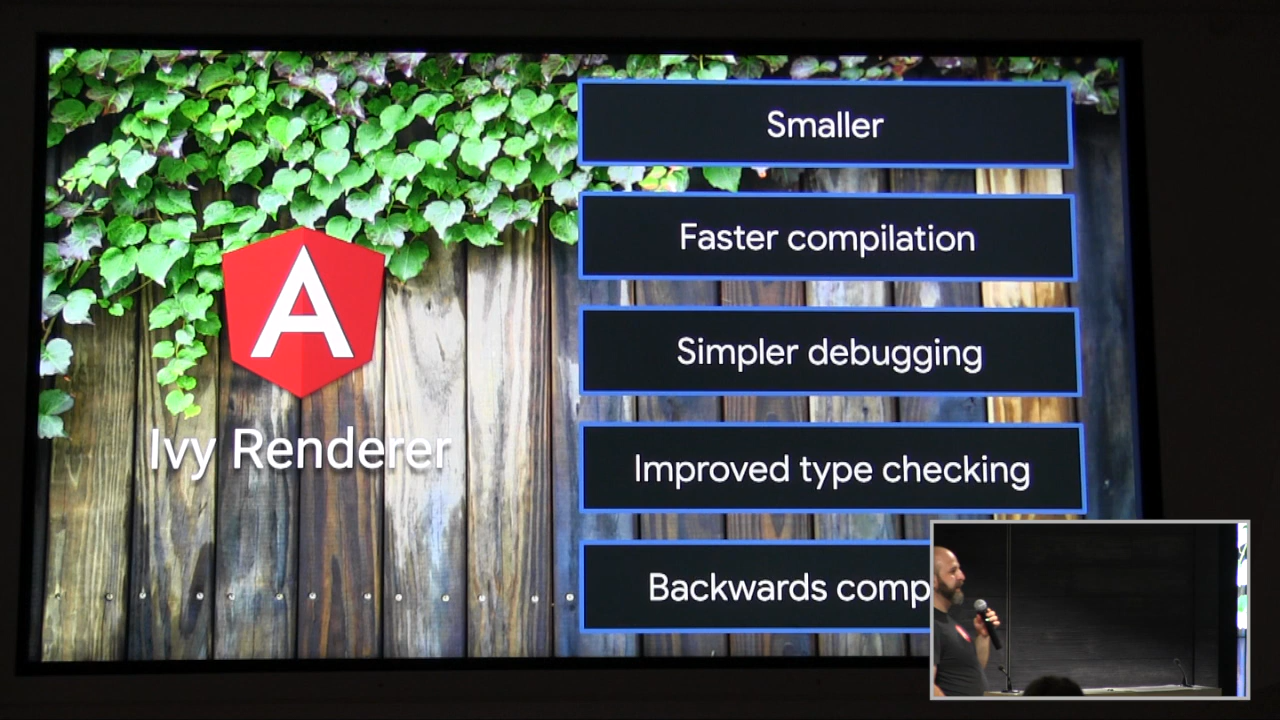 A
Ivy Renderer
Smaller
Faster compilation
Simpler debugging
Improved type checking
Backwards comp